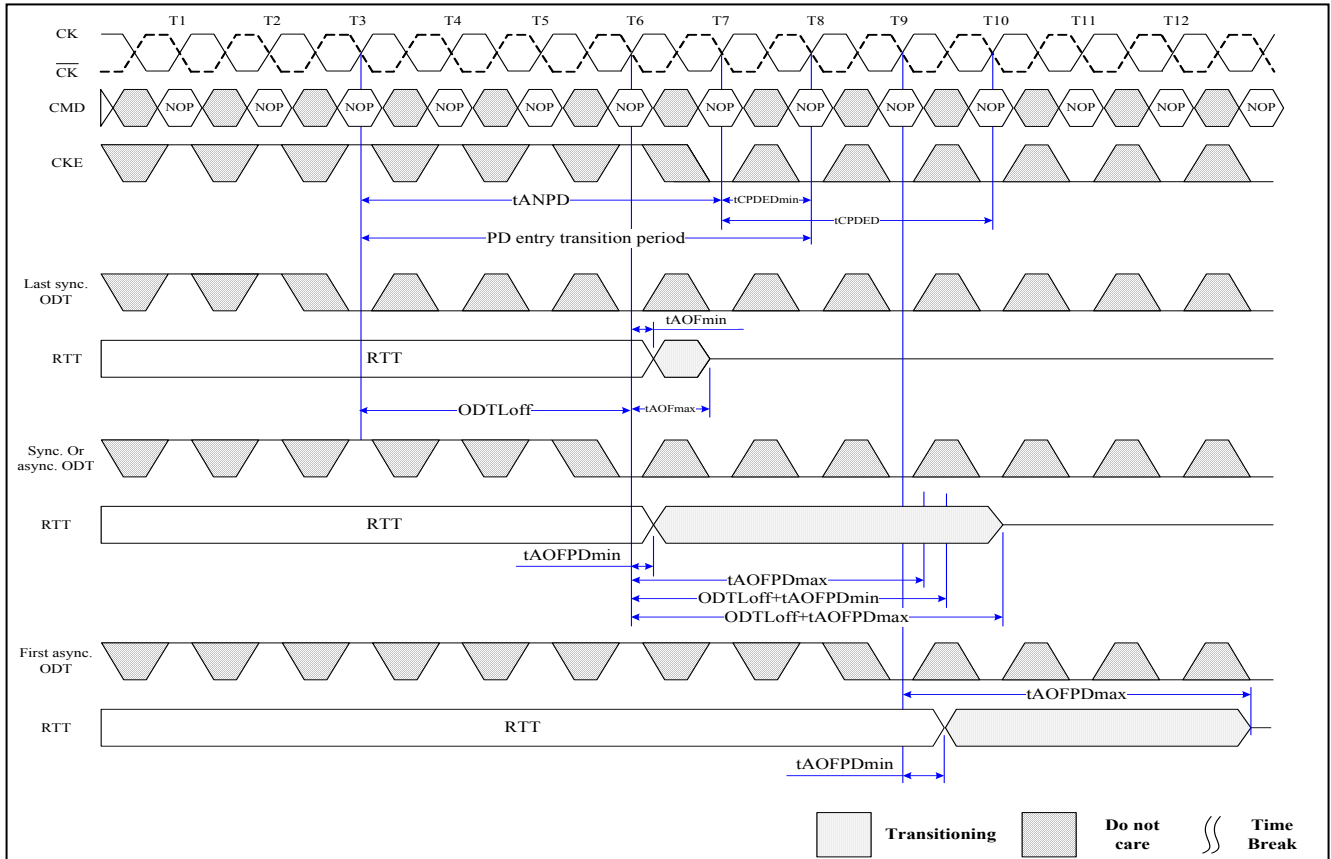 T1 T2 T3 T4 T5 T6 T7 T8 T9 T10 T11 T12
CK
CK
CMD NOP NOP NOP NOP NOP NOP NOP NOP NOP NOP NOP NOP NOP
CKE
tANPD tCPDEDmin
tCPDED
PD entry transition period
Last sync.
ODT
tAOFmin
RTT RTT
ODTLoff tAOFmax
Sync. Or
async. ODT
RTT RTT
tAOFPDmin
tAOFPDmax
ODTLoff+tAOFPDmin
ODTLoff+tAOFPDmax
First async.
ODT
tAOFPDmax
RTT RTT
tAOFPDmin
Transitioning
Do not
care
Time
Break